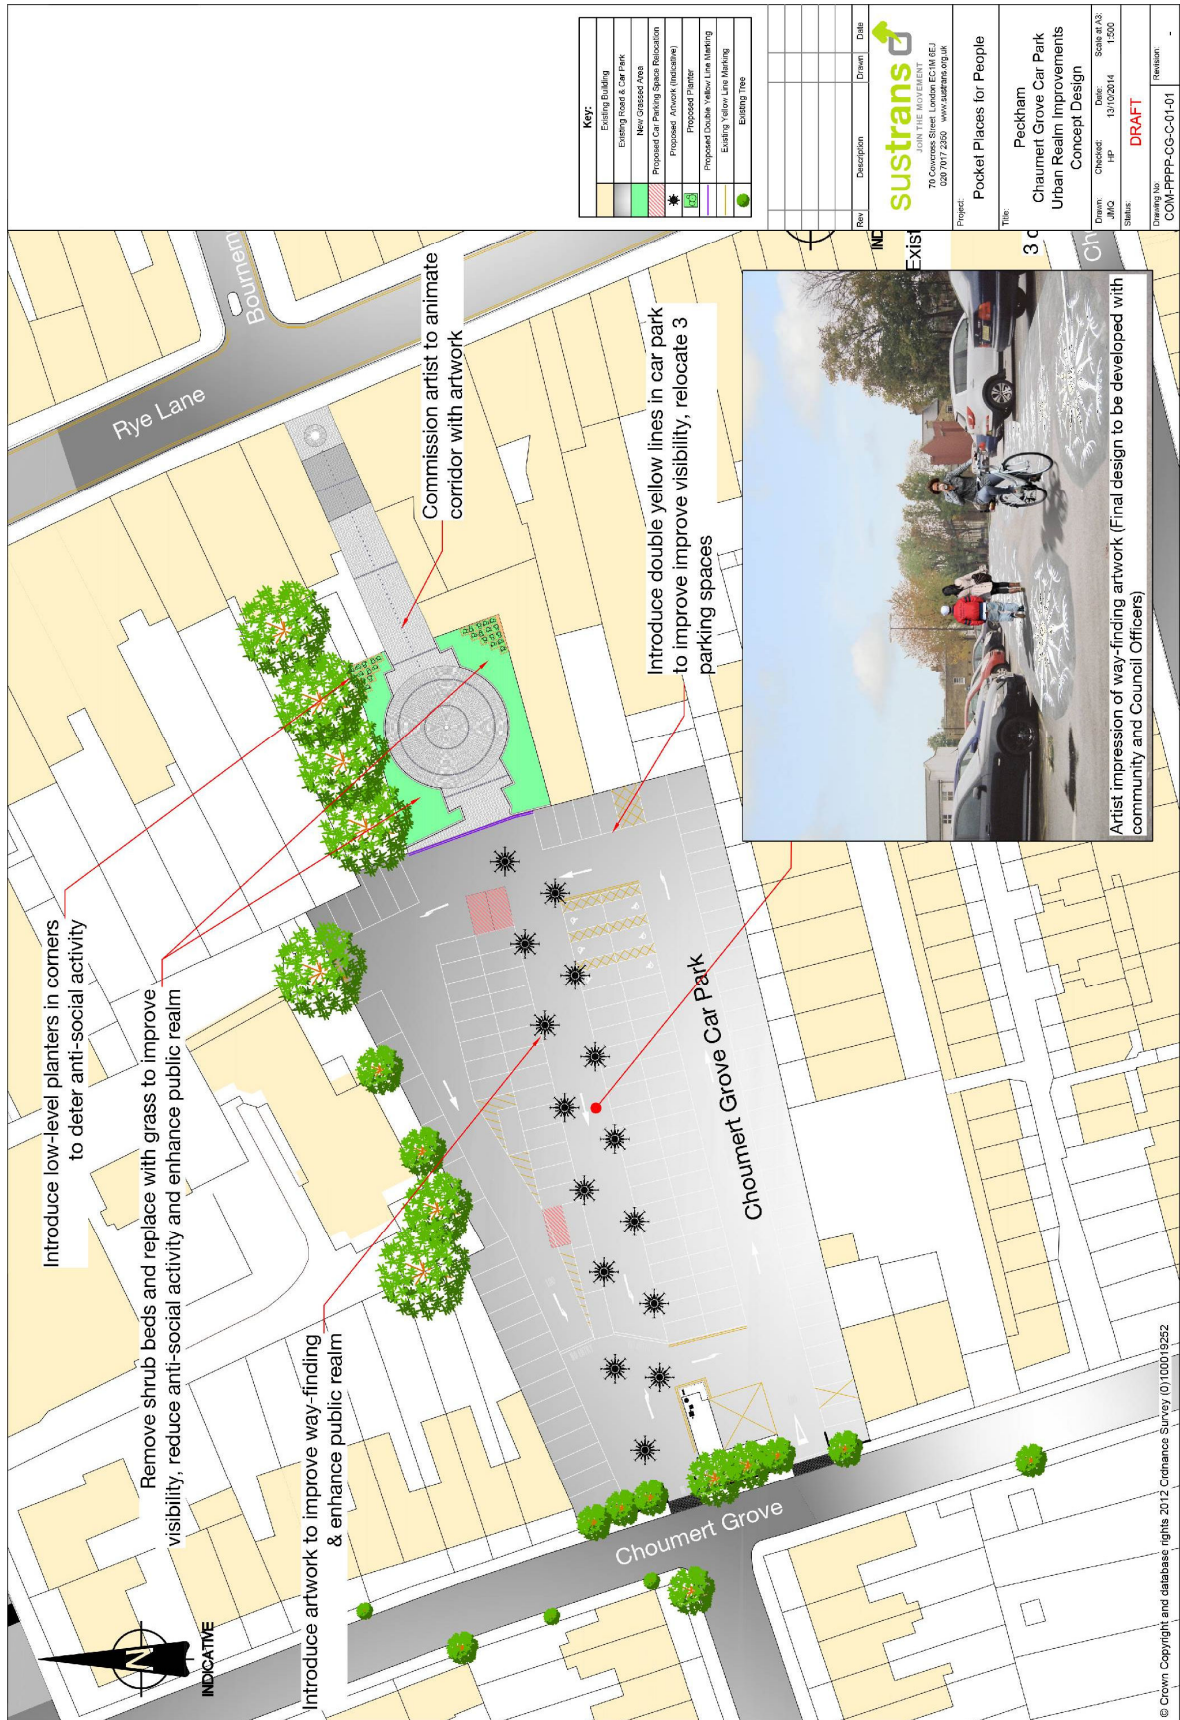 INDICATIVE
N
Introduce low-level planters in corners
to deter anti-social activity
Remove shrub beds and replace with grass to improve
visibility, reduce anti-social activity and enhance public realm
Introduce artwork to improve way-finding
& enhance public realm
Commission artist to animate
corridor with artwork
Introduce double yellow lines in car park
to improve improve visibility, relocate 3
parking spaces
Rye Lane
Bournem
Choumert Grove Car Park
Choumert Grove
Ch
IND
Exist
3 c
Artist impression of way-finding artwork (Final design to be developed with
community and Council Officers)
© Crown Copyright and database rights 2012 Ordnance Survey (0)100019252
Key:
Existing Building
Existing Road & Car Park
New Grassed Area
Proposed Car Parking Space Relocation
Proposed Artwork (Indicative)
Proposed Planter
Proposed Double Yellow Line Marking
Existing Yellow Line Marking
Existing Tree
Rev Description Drawn Date
sustrans
JOIN THE MOVEMENT
70 Cowcross Street London EC1M 6EJ
020 7017 2350 www.sustrans.org.uk
Project:
Pocket Places for People
Title:
Peckham
Chaumert Grove Car Park
Urban Realm Improvements
Concept Design
Drawn: Checked: Date: Scale at A3:
JMQ HP 13/10/2014 1:500
Status:
DRAFT
Drawing No: Revision:
COM-PPPP-CG-C-01-01 -